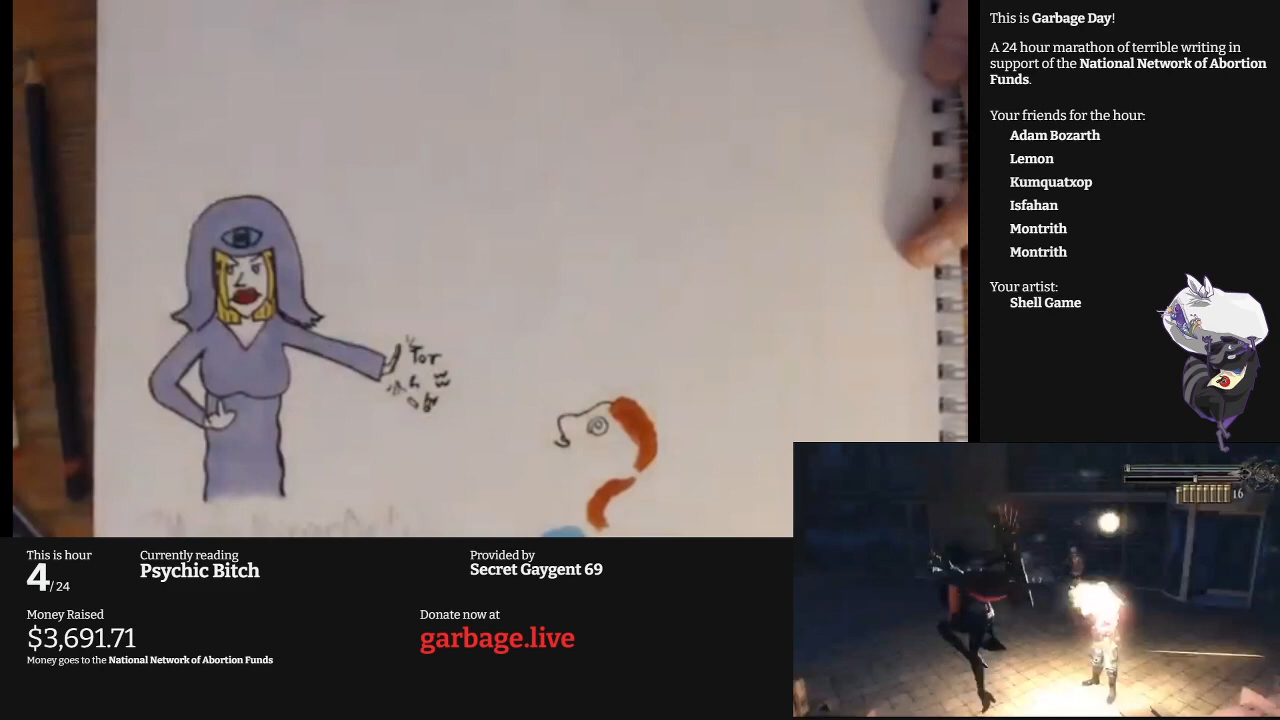 This is Garbage Day!
A 24 hour marathon of terrible writing in
support of the National Network of Abortion
Funds.
Your friends for the hour:
Adam Bozarth
Lemon
Kumquatxop
Isfahan
Montrith
Montrith
Your artist:
Shell Game
Tor
16
This is hour
4/24
Currently reading
Psychic Bitch
Provided by
Secret Gaygent 69
Money Raised
$3,691.71
Money goes to the National Network of Abortion Funds
Donate now at
garbage.live